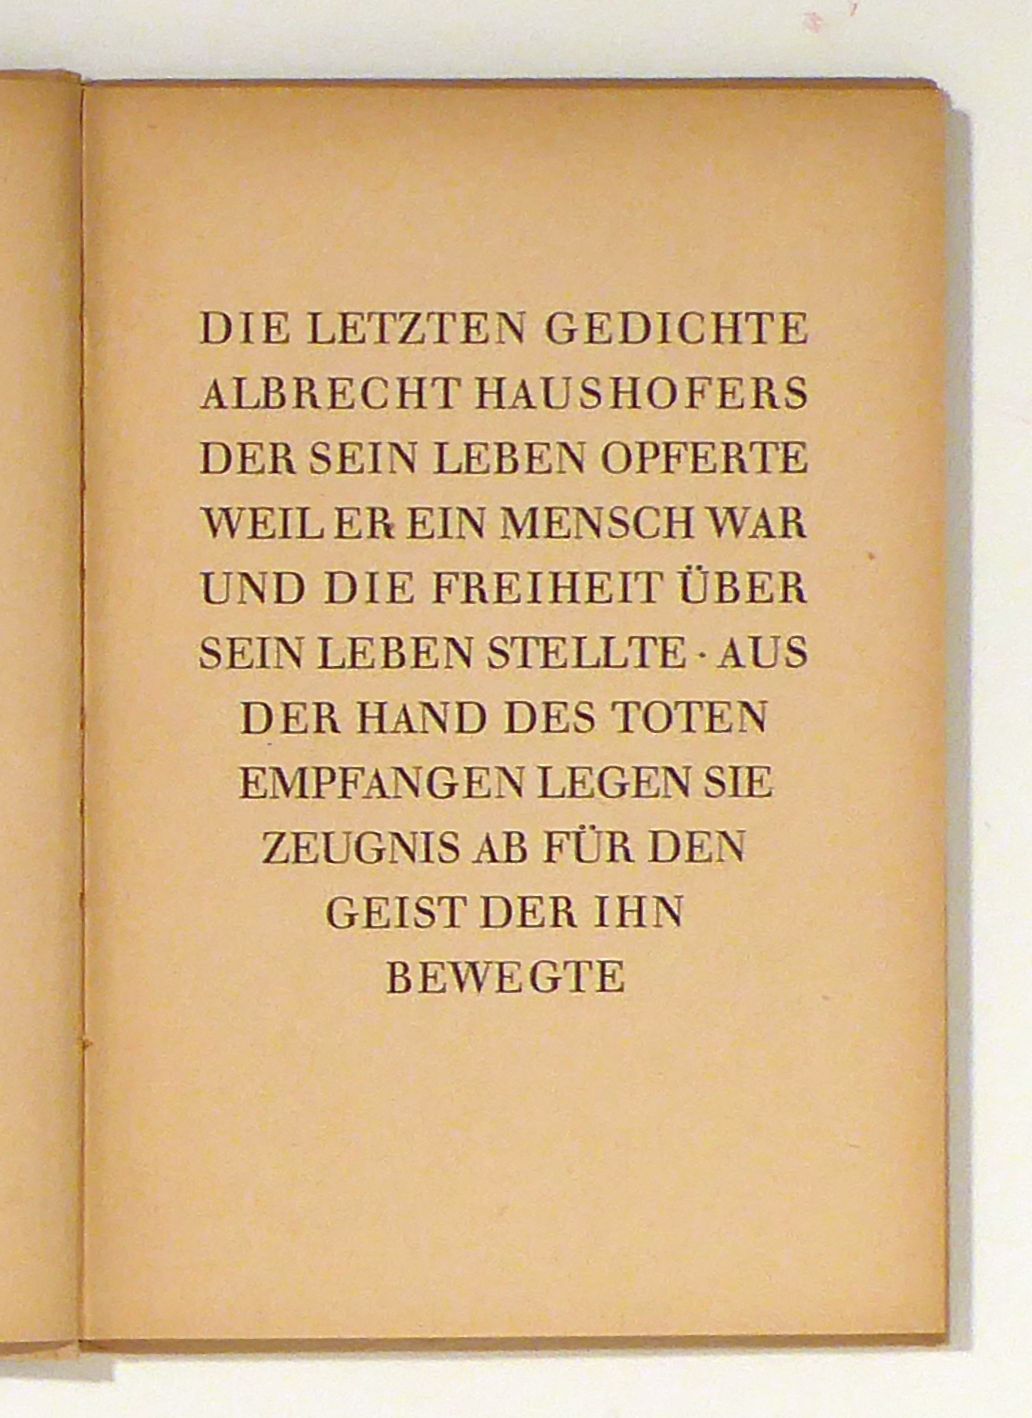 DIE LETZTEN GEDICHTE
ALBRECHT HAUSHOFERS
DER SEIN LEBEN OPFERTE
WEIL ER EIN MENSCH WAR
UND DIE FREIHEIT ÜBER
SEIN LEBEN STELLTE · AUS
DER HAND DES TOTEN
EMPFANGEN LEGEN SIE
ZEUGNIS AB FÜR DEN
GEIST DER IHN
BEWEGTE